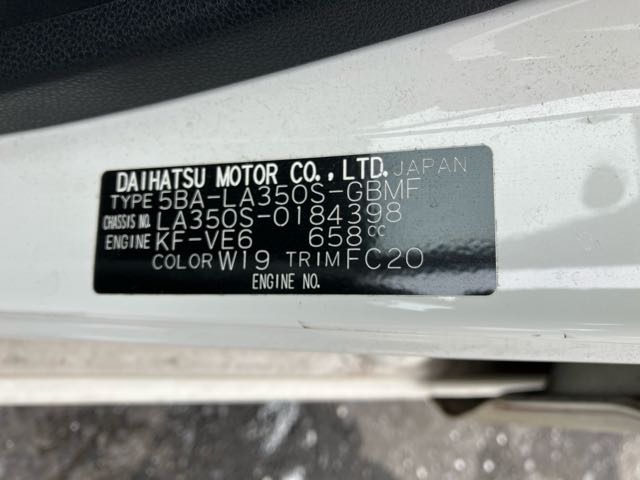 DAIHATSU MOTOR CO., LTD. JAPAN
TYPE 5BA-LA350S-GBMF
CHASSIS NO. LA350S-0184398
ENGINE KF-VE6 658cc
COLOR W19 TRIM FC20
ENGINE NO.